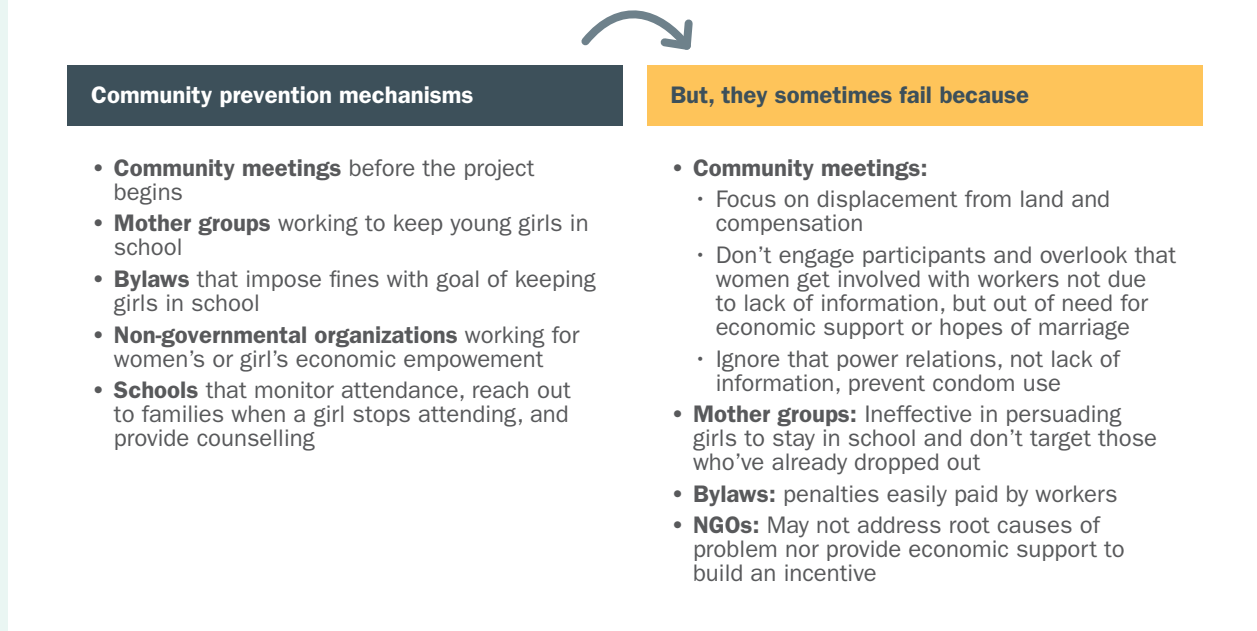 Community prevention mechanisms
• Community meetings before the project
begins
• Mother groups working to keep young girls in
school
• Bylaws that impose fines with goal of keeping
girls in school
• Non-governmental organizations working for
women's or girl's economic empowement
• Schools that monitor attendance, reach out
to families when a girl stops attending, and
provide counselling
But, they sometimes fail because
• Community meetings:
· Focus on displacement from land and
compensation
· Don't engage participants and overlook that
women get involved with workers not due
to lack of information, but out of need for
economic support or hopes of marriage
· Ignore that power relations, not lack of
information, prevent condom use
• Mother groups: Ineffective in persuading
girls to stay in school and don't target those
who've already dropped out
• Bylaws: penalties easily paid by workers
• NGOs: May not address root causes of
problem nor provide economic support to
build an incentive